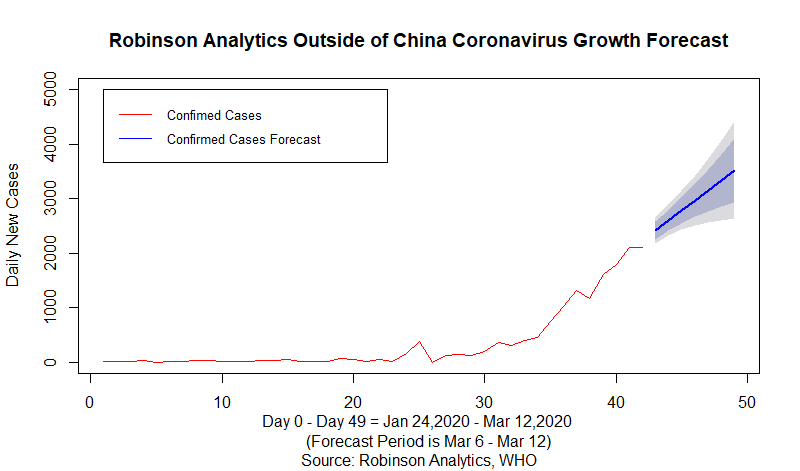 Robinson Analytics Outside of China Coronavirus Growth Forecast
5000
4000
3000
2000
1000
0
Daily New Cases
Confimed Cases
Confirmed Cases Forecast
0 10 20 30 40 50
Day 0 - Day 49 = Jan 24,2020 - Mar 12,2020
(Forecast Period is Mar 6 - Mar 12)
Source: Robinson Analytics, WHO